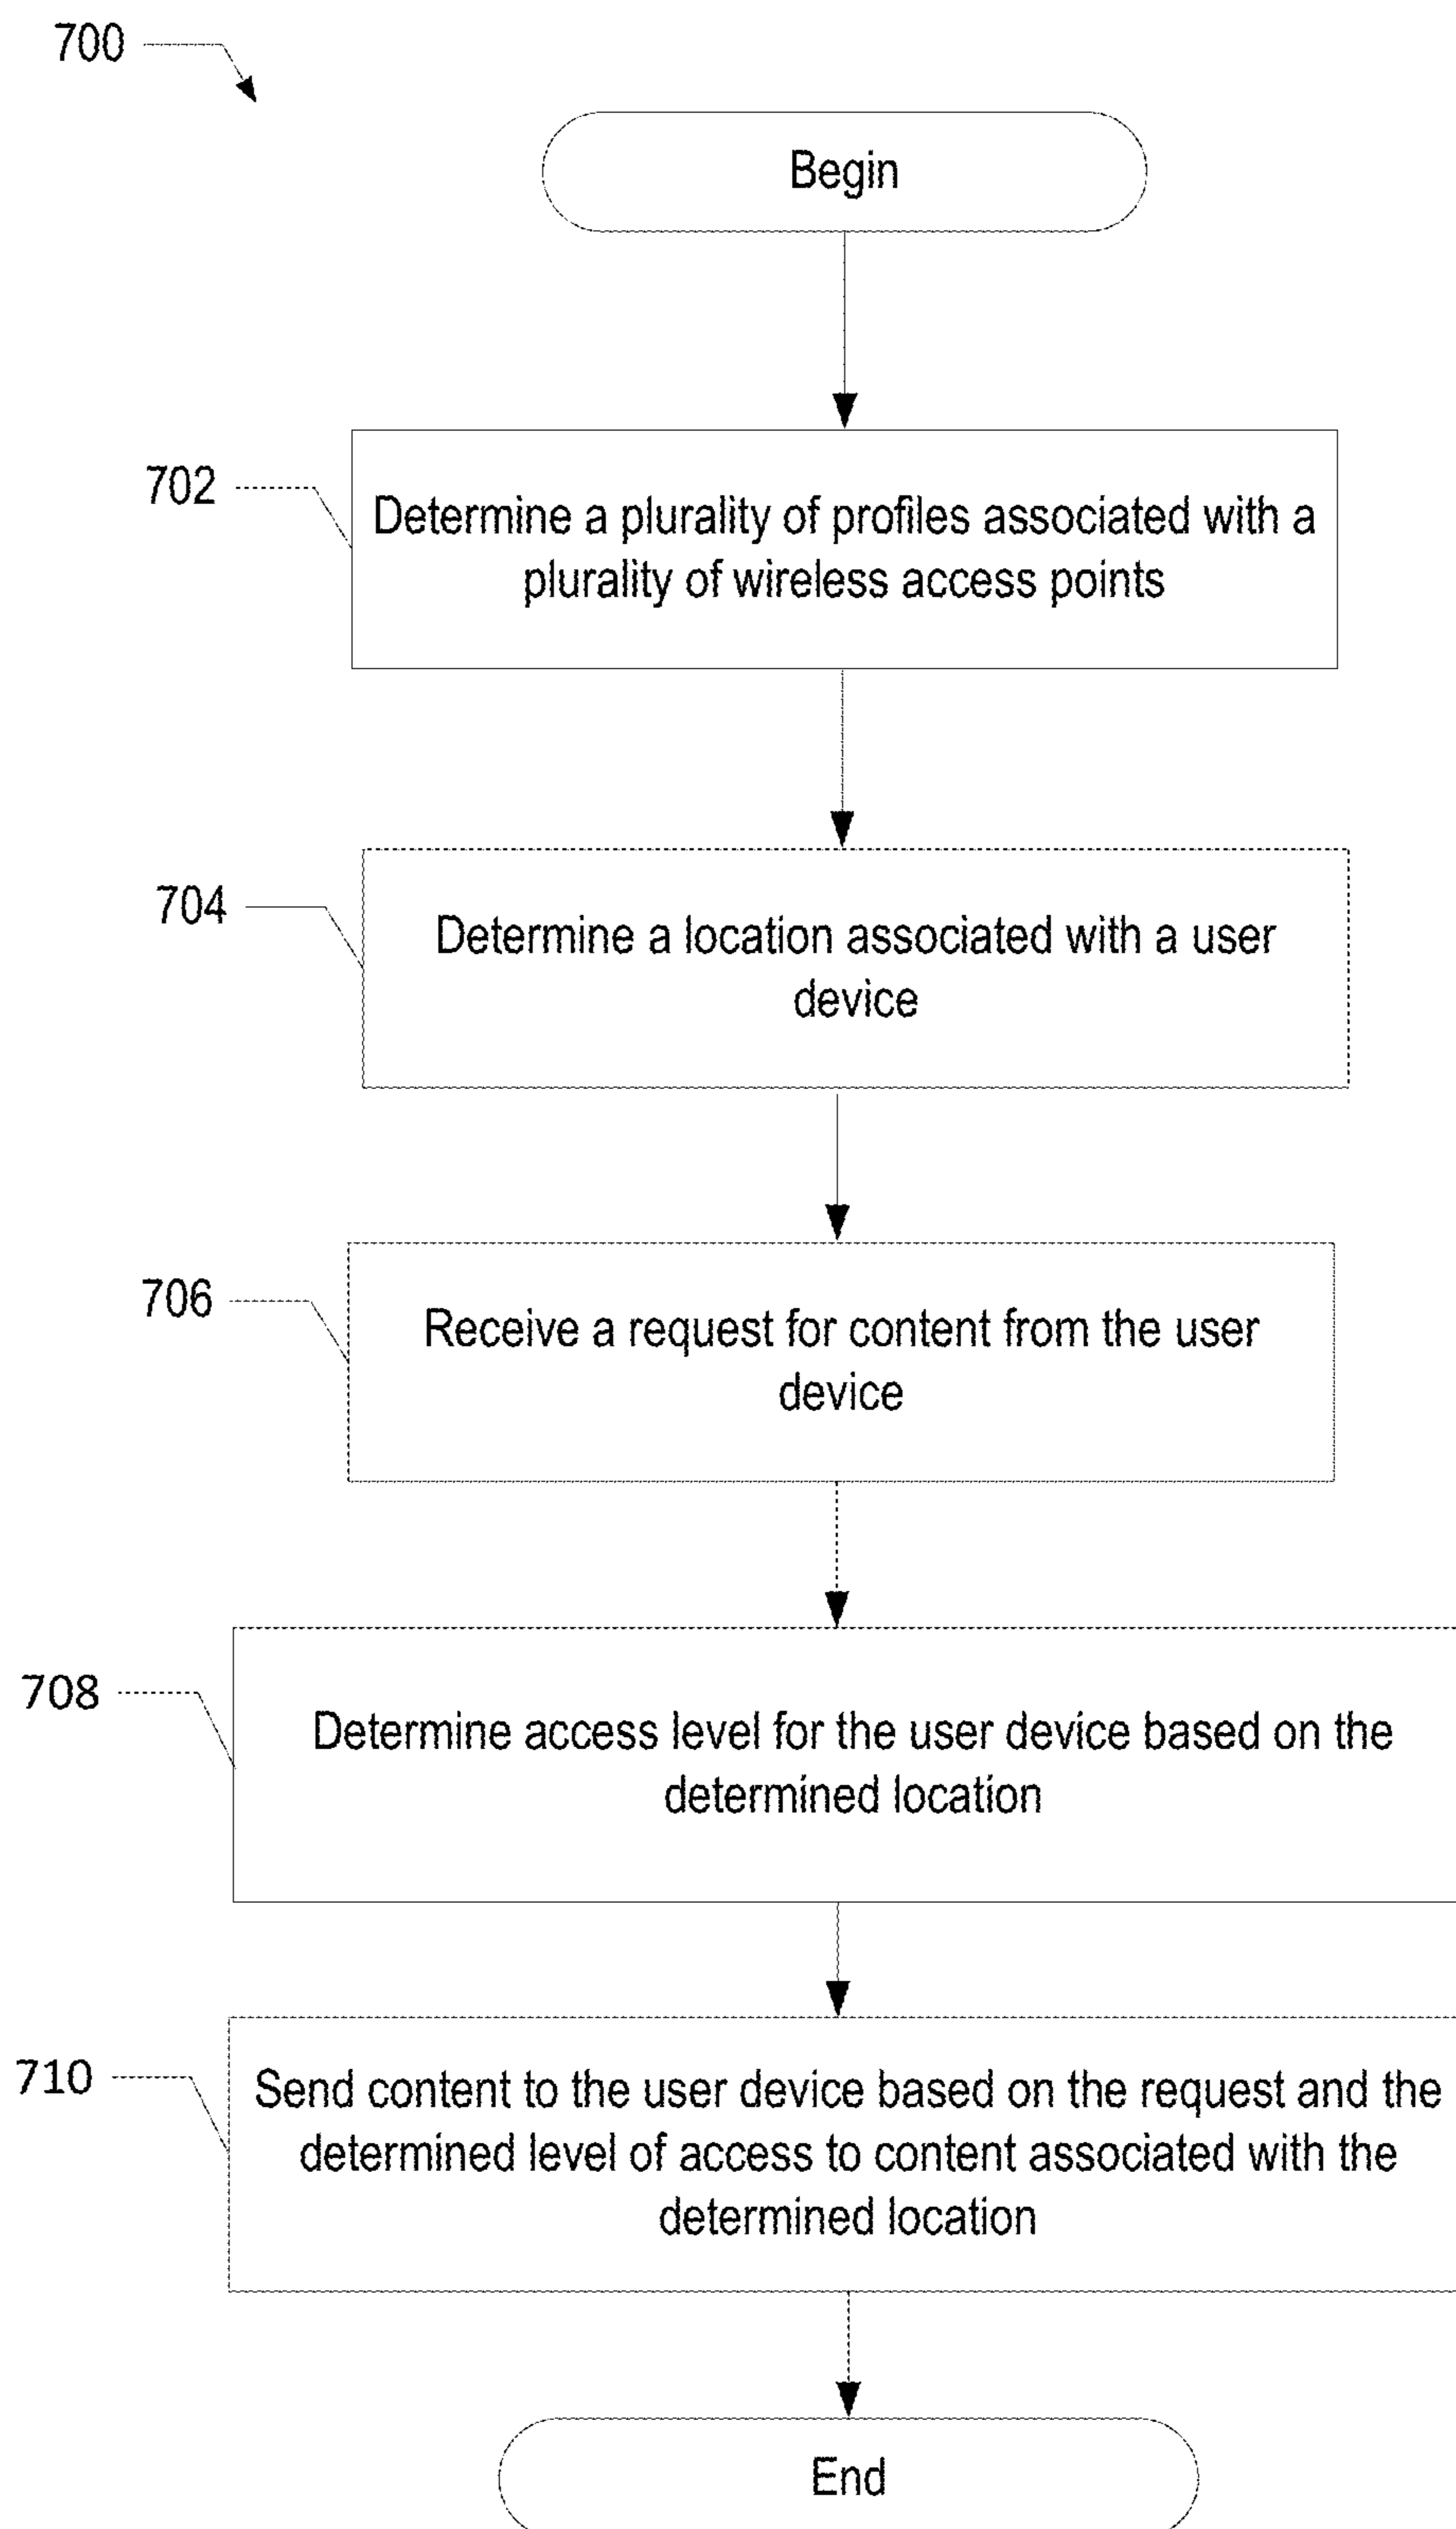 700
Begin
702
Determine a plurality of profiles associated with a
plurality of wireless access points
704
Determine a location associated with a user
device
706
Receive a request for content from the user
device
708
Determine access level for the user device based on the
determined location
710
Send content to the user device based on the request and the
determined level of access to content associated with the
determined location
End